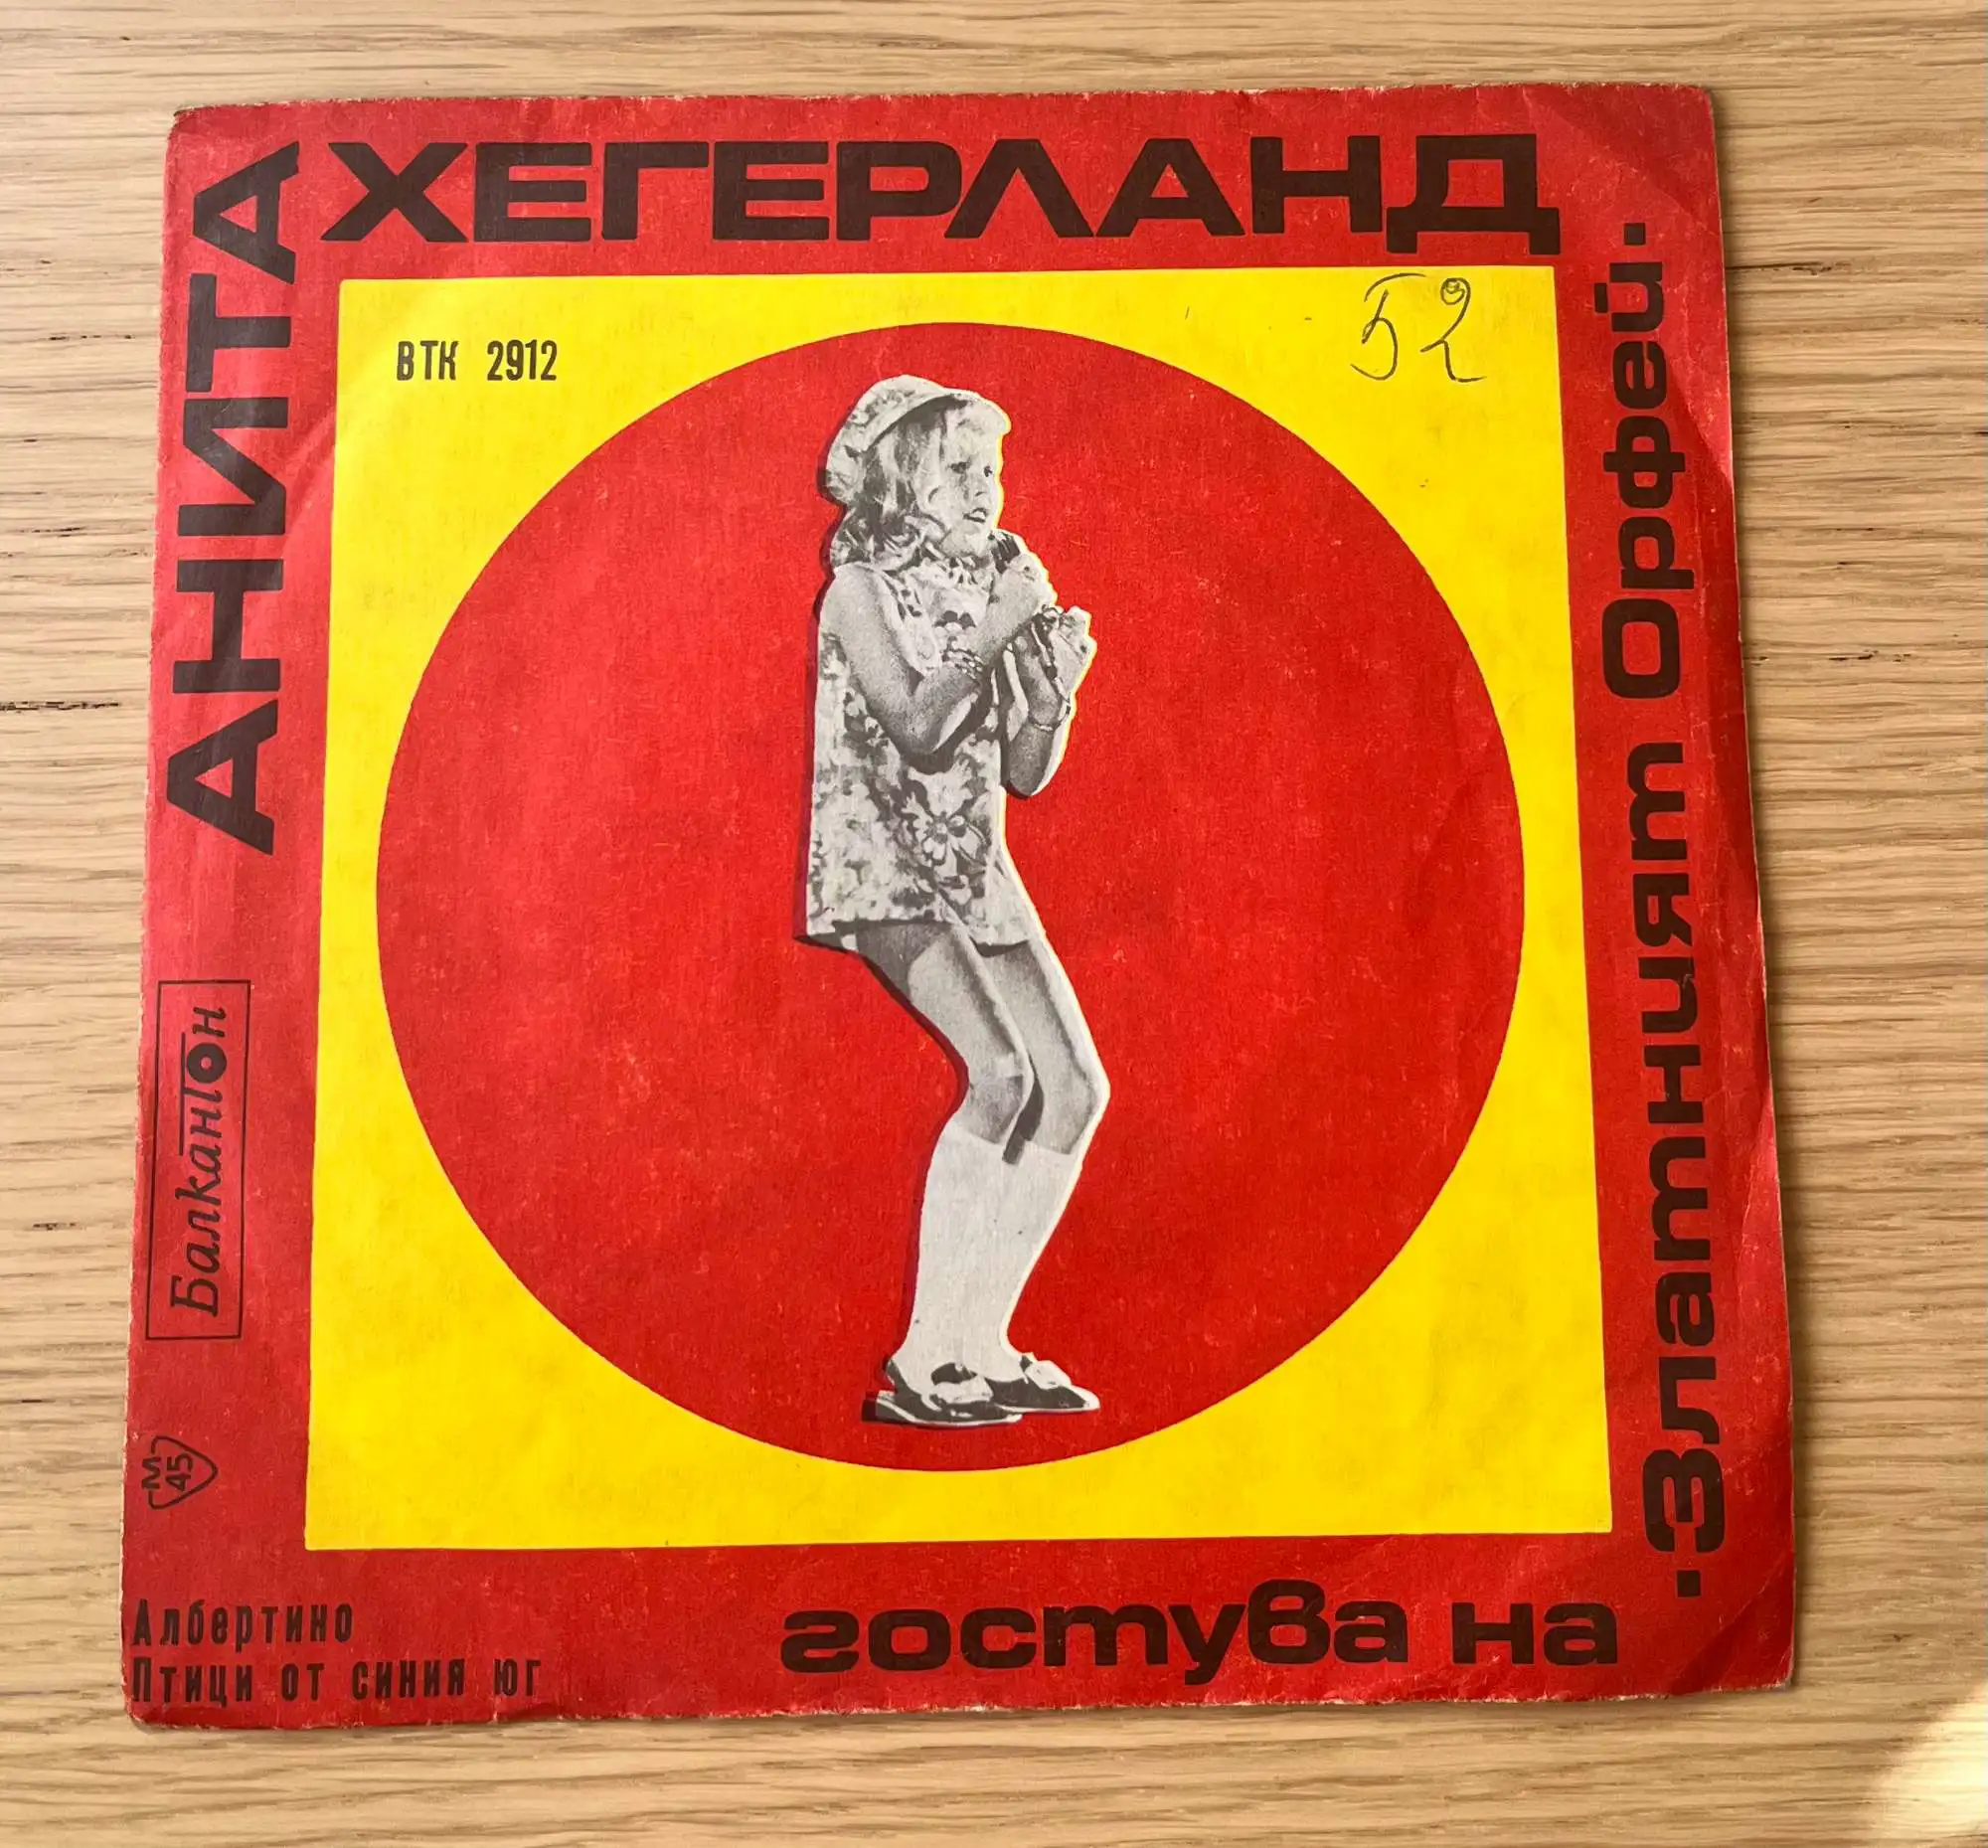 АНИТА
ХЕГЕРЛАНД
гостува на
·Златният Орфей·
ВТК 2912
Б2
Балкантон
М
45
Албертино
Птици от синия юг